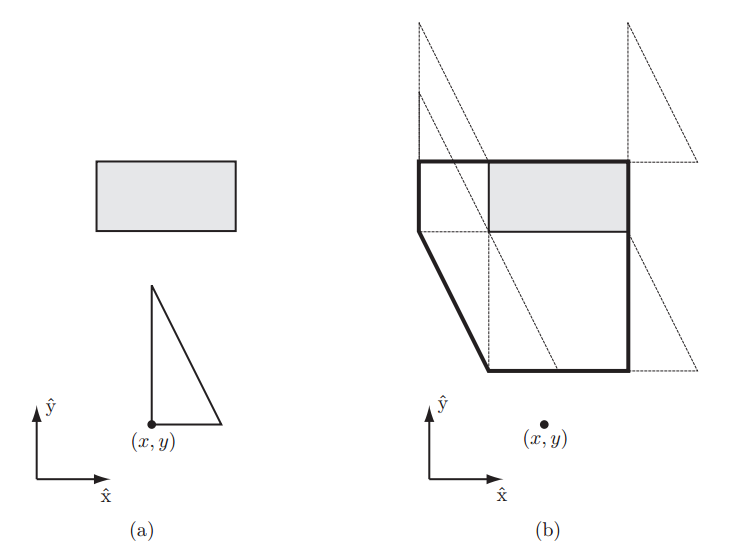 ŷ
(x, y)
x̂
(a)
ŷ
(x, y)
x̂
(b)